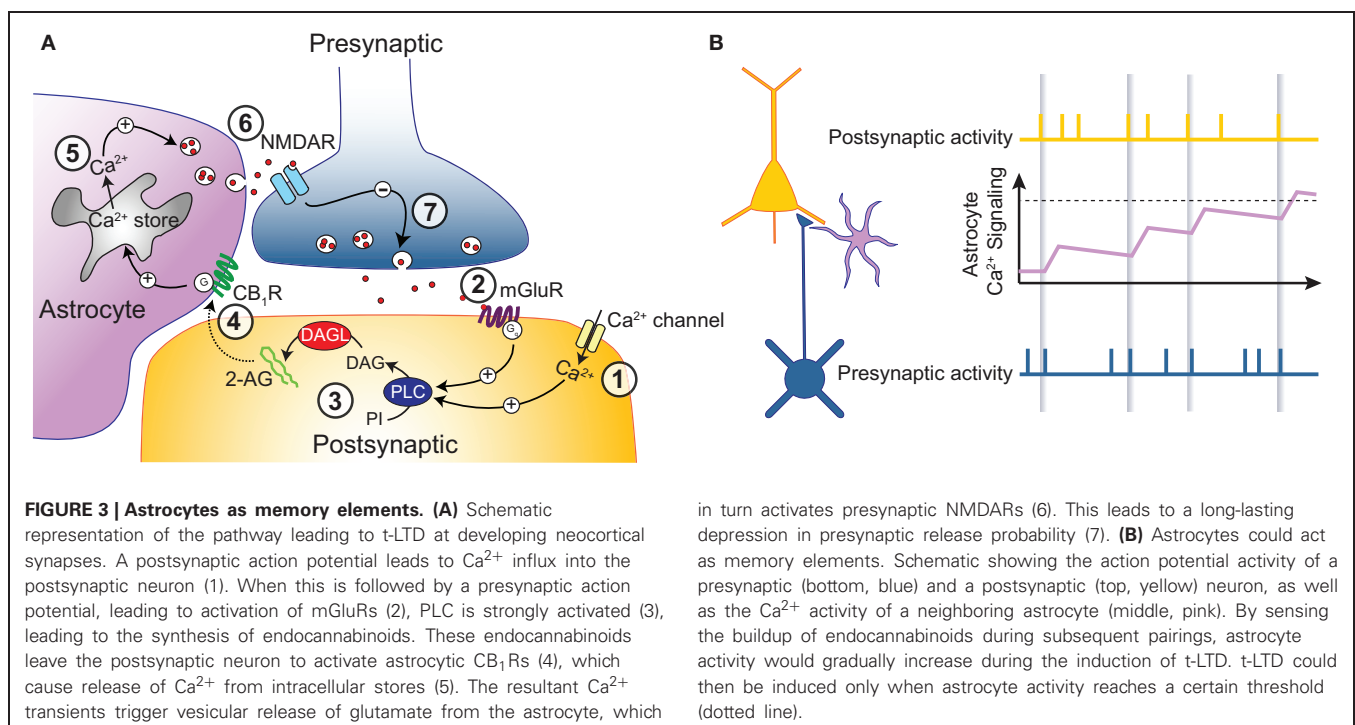 A
Presynaptic
6
NMDAR
5
+
Ca2+
Ca2+ store
−
7
+
G
CB1R
Astrocyte
4
2
mGluR
Gq
Ca2+ channel
DAGL
DAG
2-AG
+
Ca2+
1
3
PLC
+
PI
Postsynaptic
B
Postsynaptic activity
Astrocyte
Ca2+ Signaling
Presynaptic activity
FIGURE 3 | Astrocytes as memory elements. (A) Schematic
representation of the pathway leading to t-LTD at developing neocortical
synapses. A postsynaptic action potential leads to Ca2+ influx into the
postsynaptic neuron (1). When this is followed by a presynaptic action
potential, leading to activation of mGluRs (2), PLC is strongly activated (3),
leading to the synthesis of endocannabinoids. These endocannabinoids
leave the postsynaptic neuron to activate astrocytic CB1Rs (4), which
cause release of Ca2+ from intracellular stores (5). The resultant Ca2+
transients trigger vesicular release of glutamate from the astrocyte, which
in turn activates presynaptic NMDARs (6). This leads to a long-lasting
depression in presynaptic release probability (7). (B) Astrocytes could act
as memory elements. Schematic showing the action potential activity of a
presynaptic (bottom, blue) and a postsynaptic (top, yellow) neuron, as well
as the Ca2+ activity of a neighboring astrocyte (middle, pink). By sensing
the buildup of endocannabinoids during subsequent pairings, astrocyte
activity would gradually increase during the induction of t-LTD. t-LTD could
then be induced only when astrocyte activity reaches a certain threshold
(dotted line).